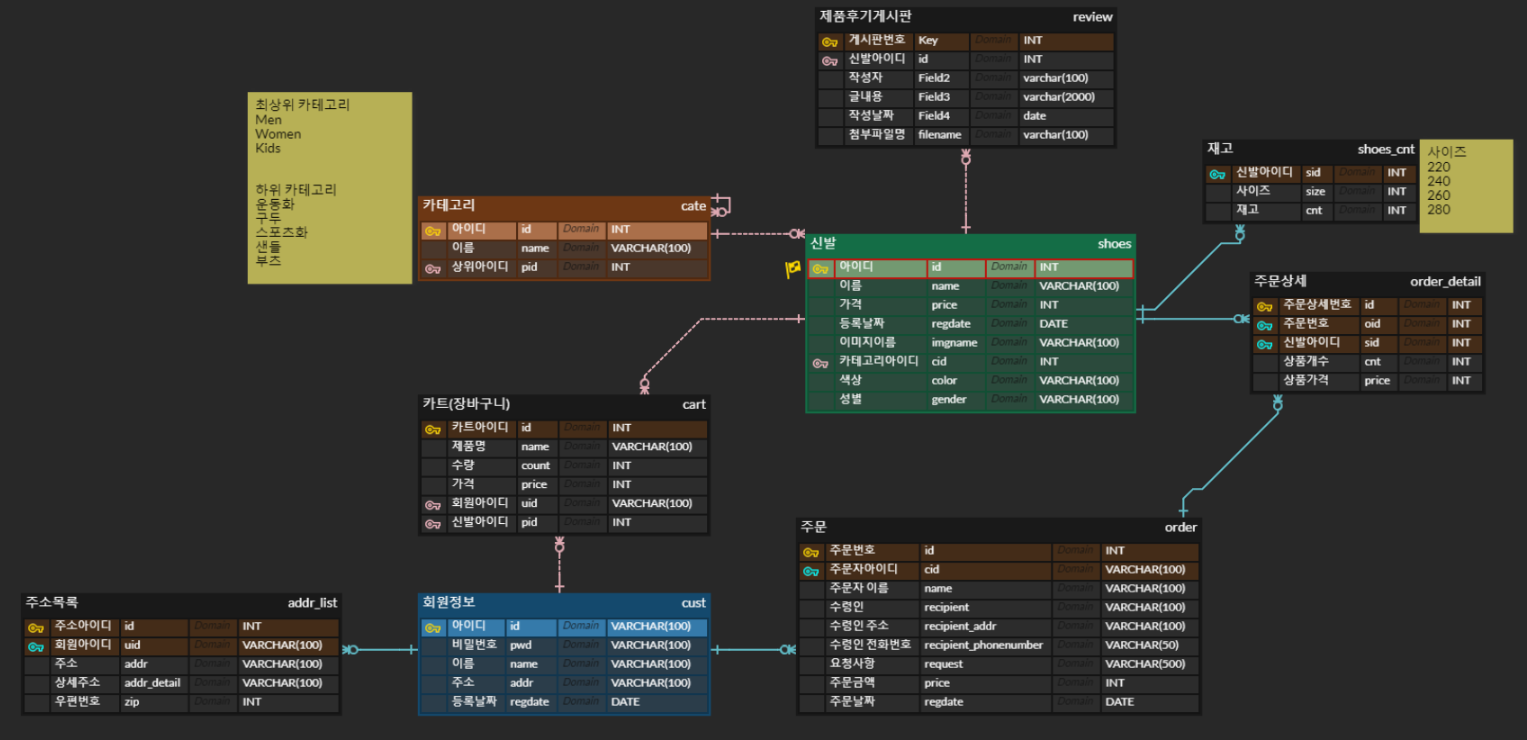 제품후기게시판 review
게시판번호 Key Domain INT
신발아이디 id Domain INT
작성자 Field2 Domain varchar(100)
글내용 Field3 Domain varchar(2000)
작성날짜 Field4 Domain date
첨부파일명 filename Domain varchar(100)
최상위 카테고리
Men
Women
Kids
하위 카테고리
운동화
구두
스포즈화
샌들
부즈
재고 shoes_cnt
신발아이디 sid Domain INT
사이즈 size Domain INT
재고 cnt Domain INT
사이즈
220
240
260
280
카테고리 cate
아이디 id Domain INT
이름 name Domain VARCHAR(100)
상위아이디 pid Domain INT
신발 shoes
아이디 id Domain INT
이름 name Domain VARCHAR(100)
가격 price Domain INT
등록날짜 regdate Domain DATE
이미지이름 imgname Domain VARCHAR(100)
카테고리아이디 cid Domain INT
색상 color Domain VARCHAR(100)
성별 gender Domain VARCHAR(100)
주문상세 order_detail
주문상세번호 id Domain INT
주문번호 oid Domain INT
신발아이디 sid Domain INT
상품개수 cnt Domain INT
상품가격 price Domain INT
카트(장바구니) cart
카트아이디 id Domain INT
제품명 name Domain VARCHAR(100)
수량 count Domain INT
가격 price Domain INT
회원아이디 uid Domain VARCHAR(100)
신발아이디 pid Domain INT
주문 order
주문번호 id Domain INT
주문자아이디 cid Domain VARCHAR(100)
주문자 이름 name Domain VARCHAR(100)
수령인 recipient Domain VARCHAR(100)
수령인 주소 recipient_addr Domain VARCHAR(100)
수령인 전화번호 recipient_phonenumber Domain VARCHAR(50)
요청사항 request Domain VARCHAR(500)
주문금액 price Domain INT
주문날짜 regdate Domain DATE
주소목록 addr_list
주소아이디 id Domain INT
회원아이디 uid Domain VARCHAR(100)
주소 addr Domain VARCHAR(100)
상세주소 addr_detail Domain VARCHAR(100)
우편번호 zip Domain INT
회원정보 cust
아이디 id Domain VARCHAR(100)
비밀번호 pwd Domain VARCHAR(100)
이름 name Domain VARCHAR(100)
주소 addr Domain VARCHAR(100)
등록날짜 regdate Domain DATE